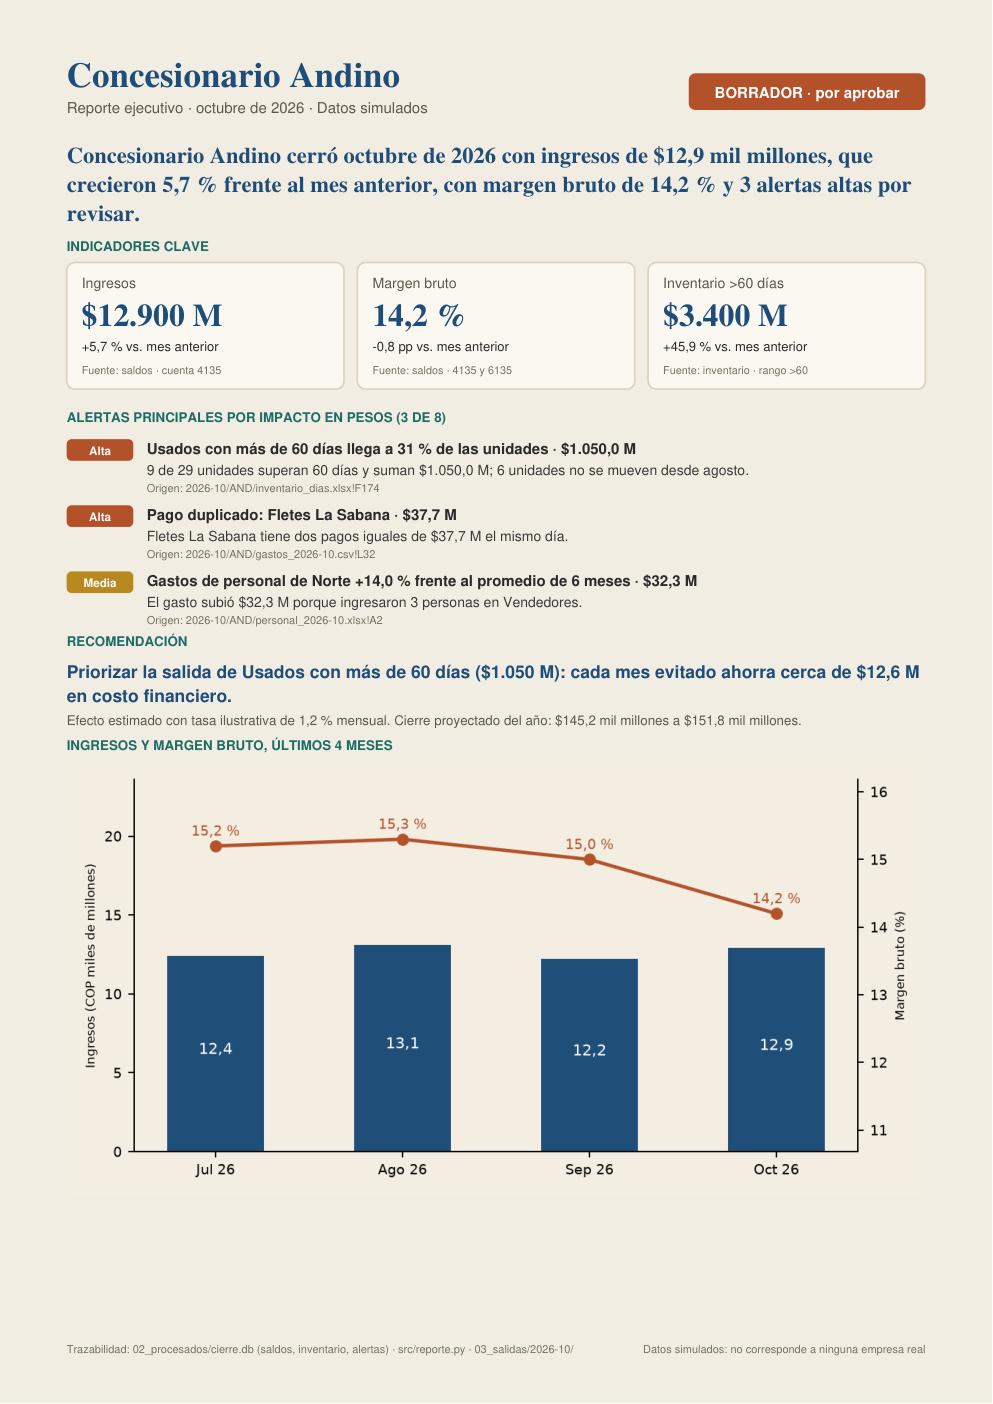 Concesionario Andino
Reporte ejecutivo · octubre de 2026 · Datos simulados
BORRADOR · por aprobar
Concesionario Andino cerró octubre de 2026 con ingresos de $12,9 mil millones, que
crecieron 5,7 % frente al mes anterior, con margen bruto de 14,2 % y 3 alertas altas por
revisar.
INDICADORES CLAVE
Ingresos
$12.900 M
+5,7 % vs. mes anterior
Fuente: saldos · cuenta 4135
Margen bruto
14,2 %
-0,8 pp vs. mes anterior
Fuente: saldos · 4135 y 6135
Inventario >60 días
$3.400 M
+45,9 % vs. mes anterior
Fuente: inventario · rango >60
ALERTAS PRINCIPALES POR IMPACTO EN PESOS (3 DE 8)
Alta
Usados con más de 60 días llega a 31 % de las unidades · $1.050,0 M
9 de 29 unidades superan 60 días y suman $1.050,0 M; 6 unidades no se mueven desde agosto.
Origen: 2026-10/AND/inventario_dias.xlsx!F174
Alta
Pago duplicado: Fletes La Sabana · $37,7 M
Fletes La Sabana tiene dos pagos iguales de $37,7 M el mismo día.
Origen: 2026-10/AND/gastos_2026-10.csv!L32
Media
Gastos de personal de Norte +14,0 % frente al promedio de 6 meses · $32,3 M
El gasto subió $32,3 M porque ingresaron 3 personas en Vendedores.
Origen: 2026-10/AND/personal_2026-10.xlsx!A2
RECOMENDACIÓN
Priorizar la salida de Usados con más de 60 días ($1.050 M): cada mes evitado ahorra cerca de $12,6 M
en costo financiero.
Efecto estimado con tasa ilustrativa de 1,2 % mensual. Cierre proyectado del año: $145,2 mil millones a $151,8 mil millones.
INGRESOS Y MARGEN BRUTO, ÚLTIMOS 4 MESES
Ingresos (COP miles de millones)
20
15
10
5
0
15,2 %
15,3 %
15,0 %
14,2 %
12,4
13,1
12,2
12,9
Jul 26
Ago 26
Sep 26
Oct 26
16
15
14
13
12
11
Margen bruto (%)
Trazabilidad: 02_procesados/cierre.db (saldos, inventario, alertas) · src/reporte.py · 03_salidas/2026-10/
Datos simulados: no corresponde a ninguna empresa real